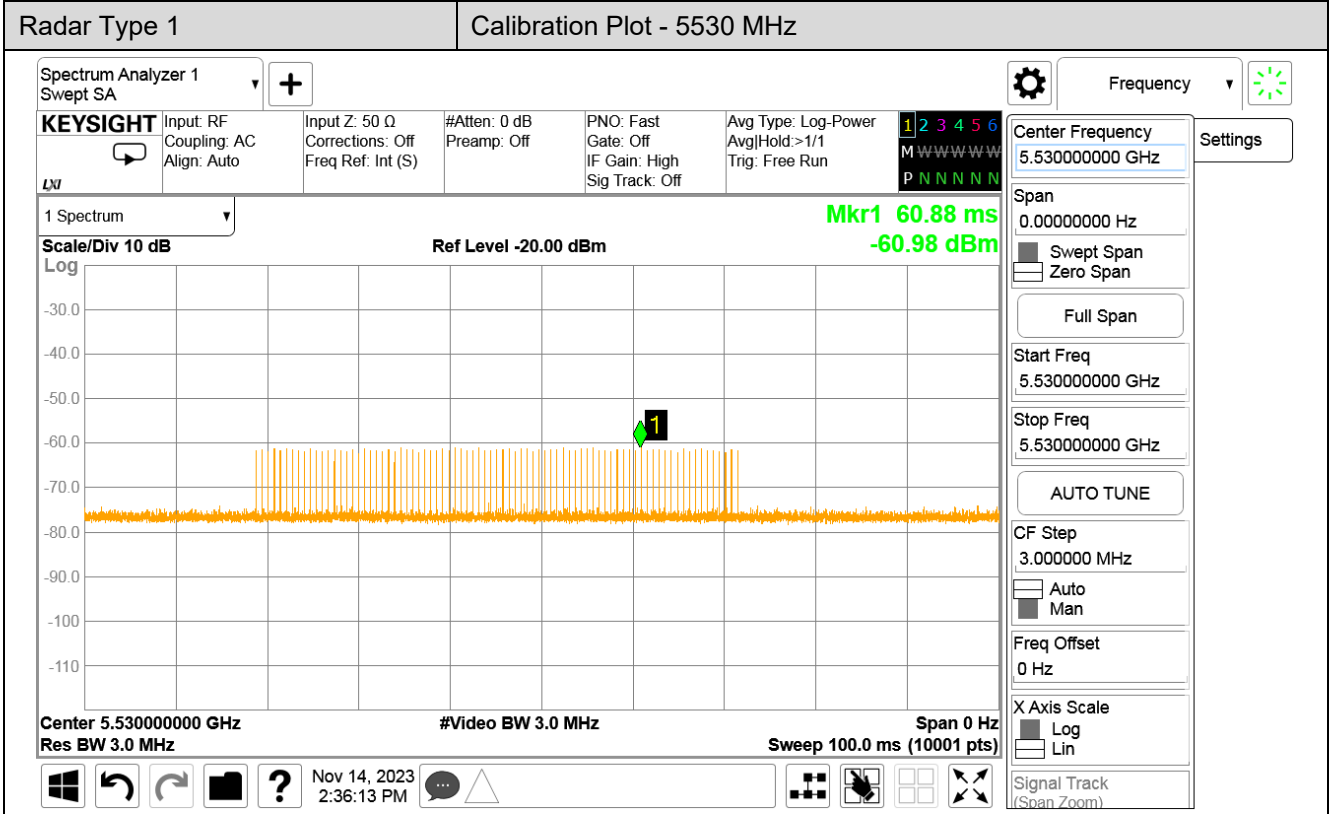 Radar Type 1
Calibration Plot - 5530 MHz
Spectrum Analyzer 1
Swept SA
Frequency
KEYSIGHT
LXI
Input: RF
Coupling: AC
Align: Auto
Input Z: 50 Ω
Corrections: Off
Freq Ref: Int (S)
#Atten: 0 dB
Preamp: Off
PNO: Fast
Gate: Off
IF Gain: High
Sig Track: Off
Avg Type: Log-Power
Avg|Hold:>1/1
Trig: Free Run
1 2 3 4 5 6
M W W W W W
P N N N N N
Center Frequency
5.530000000 GHz
Settings
Span
0.00000000 Hz
Swept Span
Zero Span
Full Span
Start Freq
5.530000000 GHz
Stop Freq
5.530000000 GHz
AUTO TUNE
CF Step
3.000000 MHz
Auto
Man
Freq Offset
0 Hz
X Axis Scale
Log
Lin
Signal Track
(Span Zoom)
1 Spectrum
Mkr1 60.88 ms
-60.98 dBm
Scale/Div 10 dB
Ref Level -20.00 dBm
Log
-30.0
-40.0
-50.0
1
-60.0
-70.0
-80.0
-90.0
-100
-110
Center 5.530000000 GHz
#Video BW 3.0 MHz
Span 0 Hz
Res BW 3.0 MHz
Sweep 100.0 ms (10001 pts)
?
Nov 14, 2023
2:36:13 PM